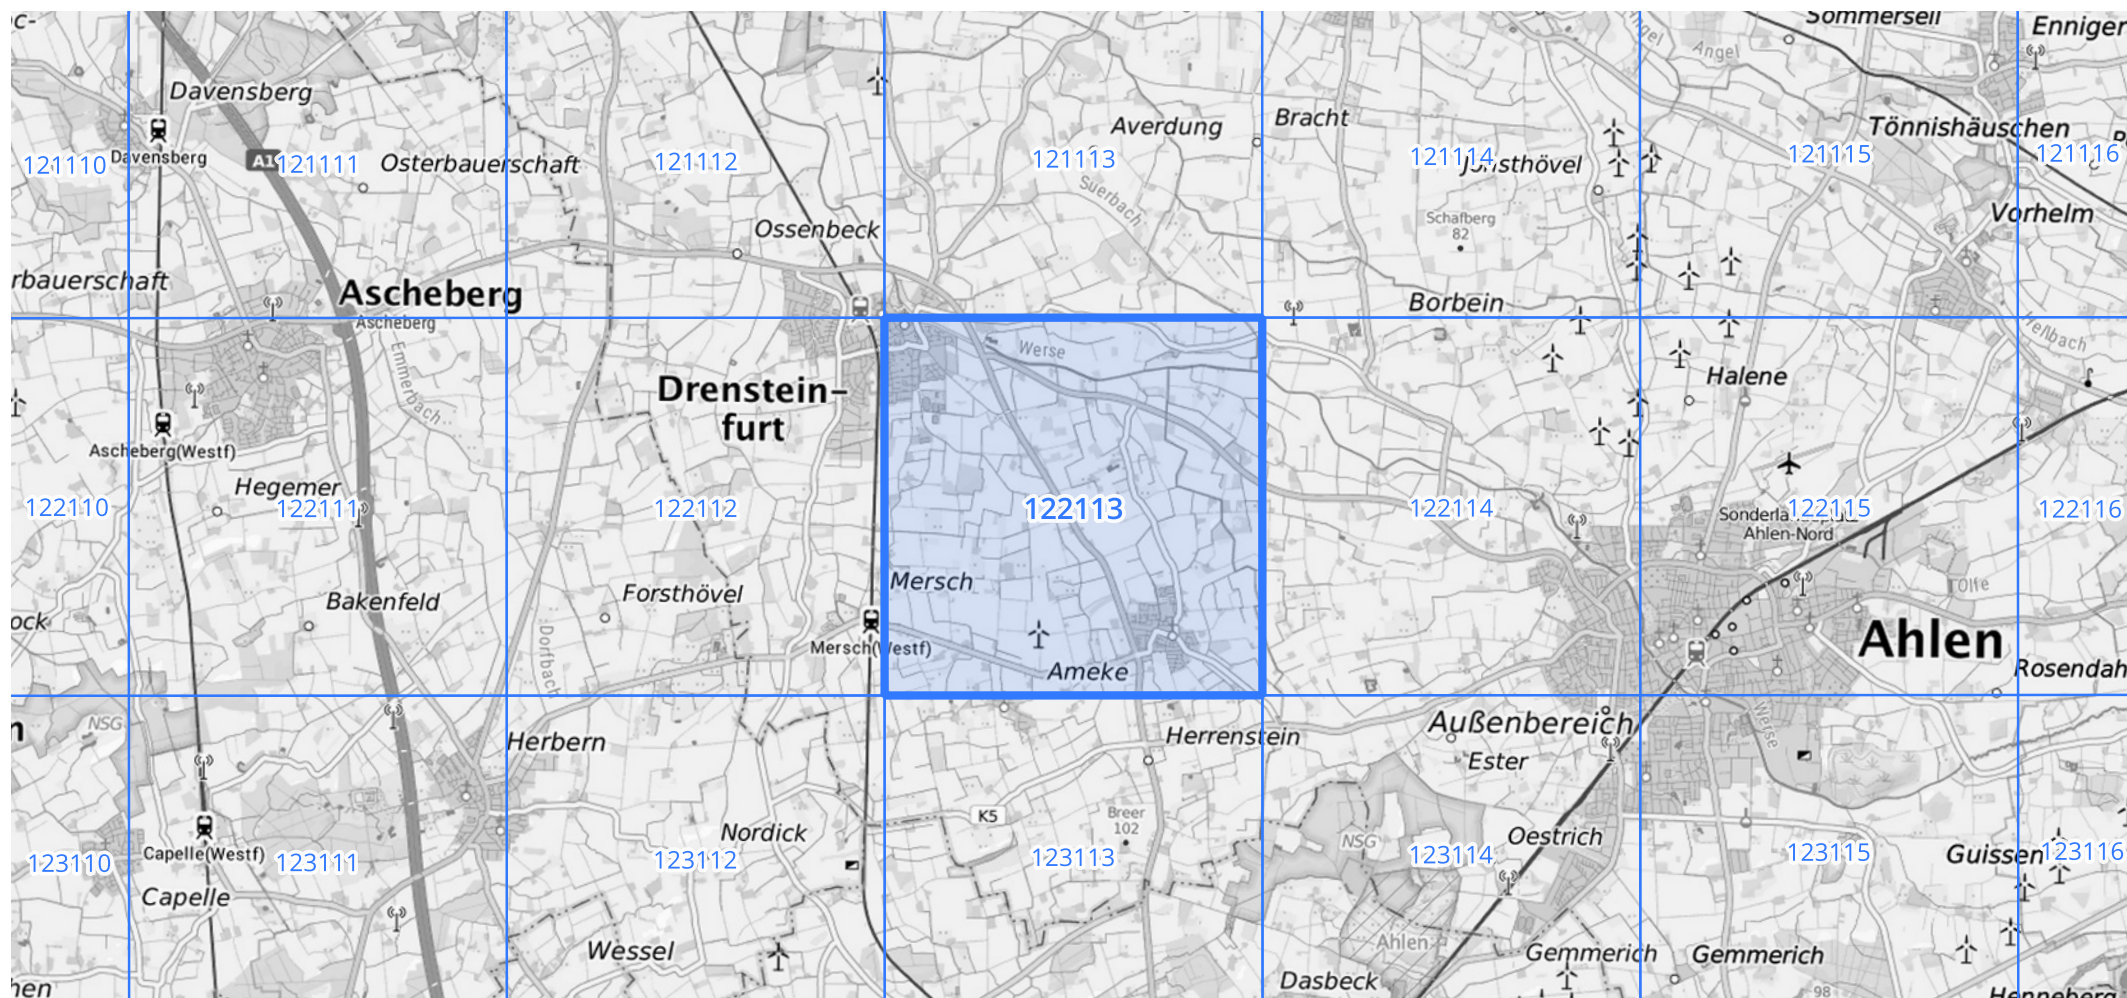 c-
Sommersell
Enniger
Angel
Davensberg
Bracht
Averdung
Tönnishäuschen
Davensberg
A1
Osterbauerschaft
121110
121111
121112
121113
121114
121115
121116
Suerbach
Schafberg
82
Vorhelm
Ossenbeck
rbauerschaft
Ascheberg
Borbein
Ascheberg
Emmerbach
Werse
Halene
Drenstein-
furt
Ascheberg(Westf)
Hegemer
122110
122111
122112
122113
122114
122115
122116
Ahlen-Nord
Mersch
Forsthövel
Bakenfeld
Olfe
ock
Dorfbach
Mersch(Westf)
Ameke
Ahlen
Rosendah
NSG
Herbern
Herrenstein
Außenbereich
Ester
Werse
K5
Breer
102
Nordick
NSG
Oestrich
Capelle(Westf)
123110
123111
123112
123113
123114
123115
Guissen
123116
Capelle
Wessel
Ahlen
Gemmerich
Gemmerich
Dasbeck
98
hen
Henneberg